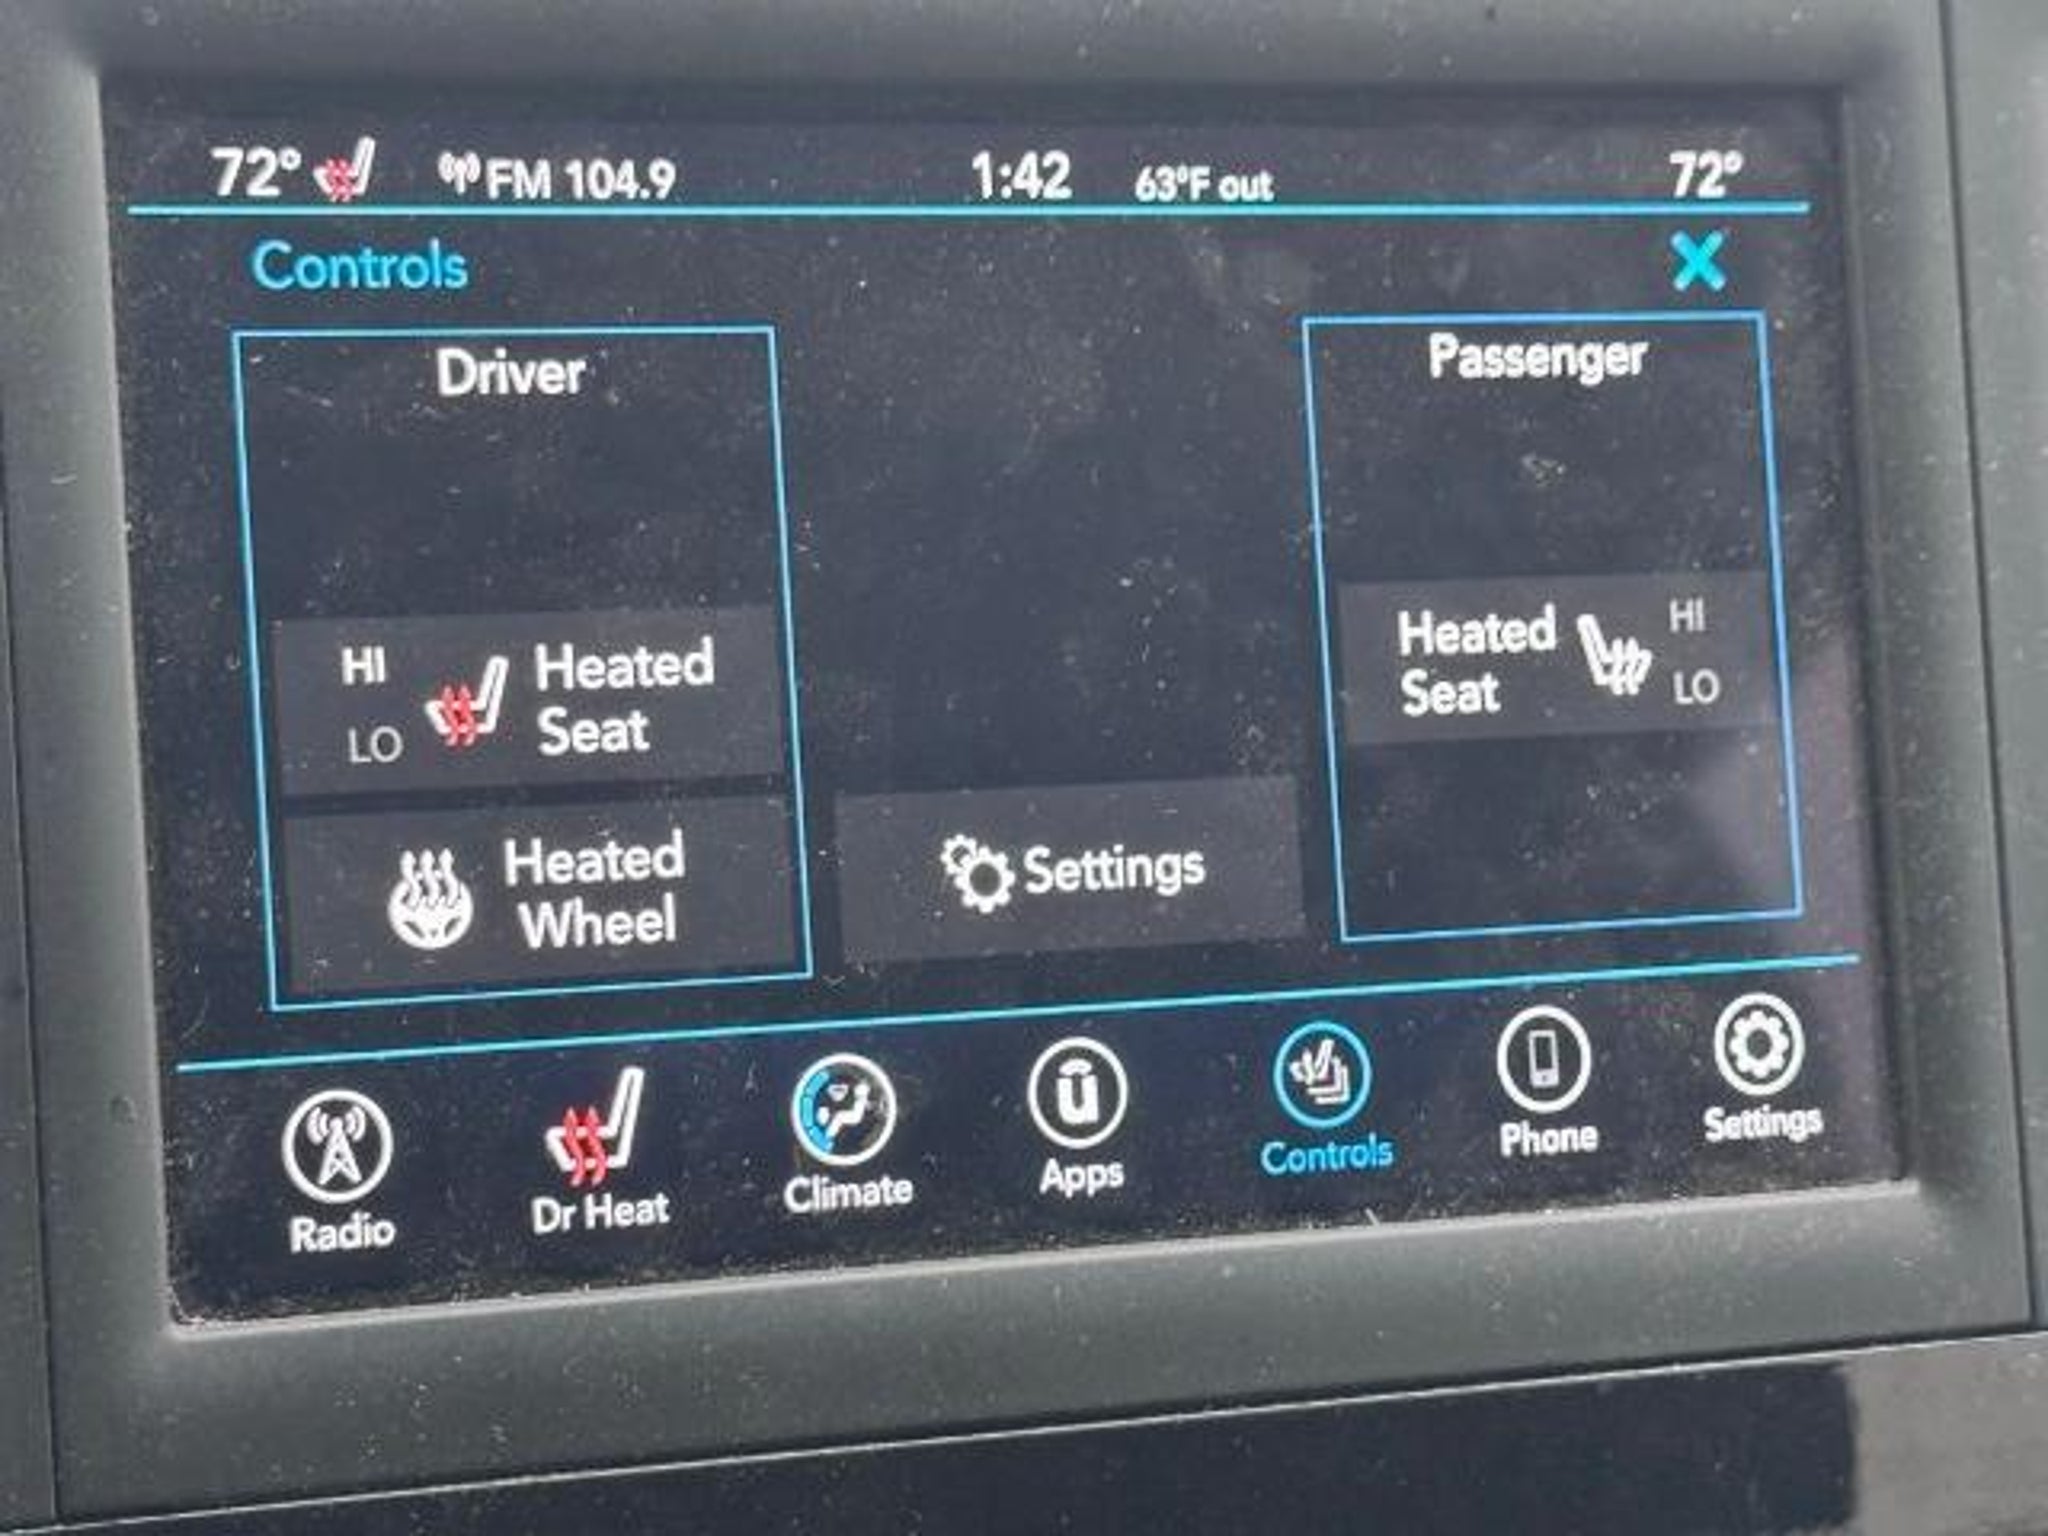 72° FM 104.9 1:42 63°F out 72°
Controls X
Driver
HI
LO
Heated
Seat
Heated
Wheel
Settings
Passenger
Heated
Seat
HI
LO
Radio
Dr Heat
Climate
Apps
Controls
Phone
Settings